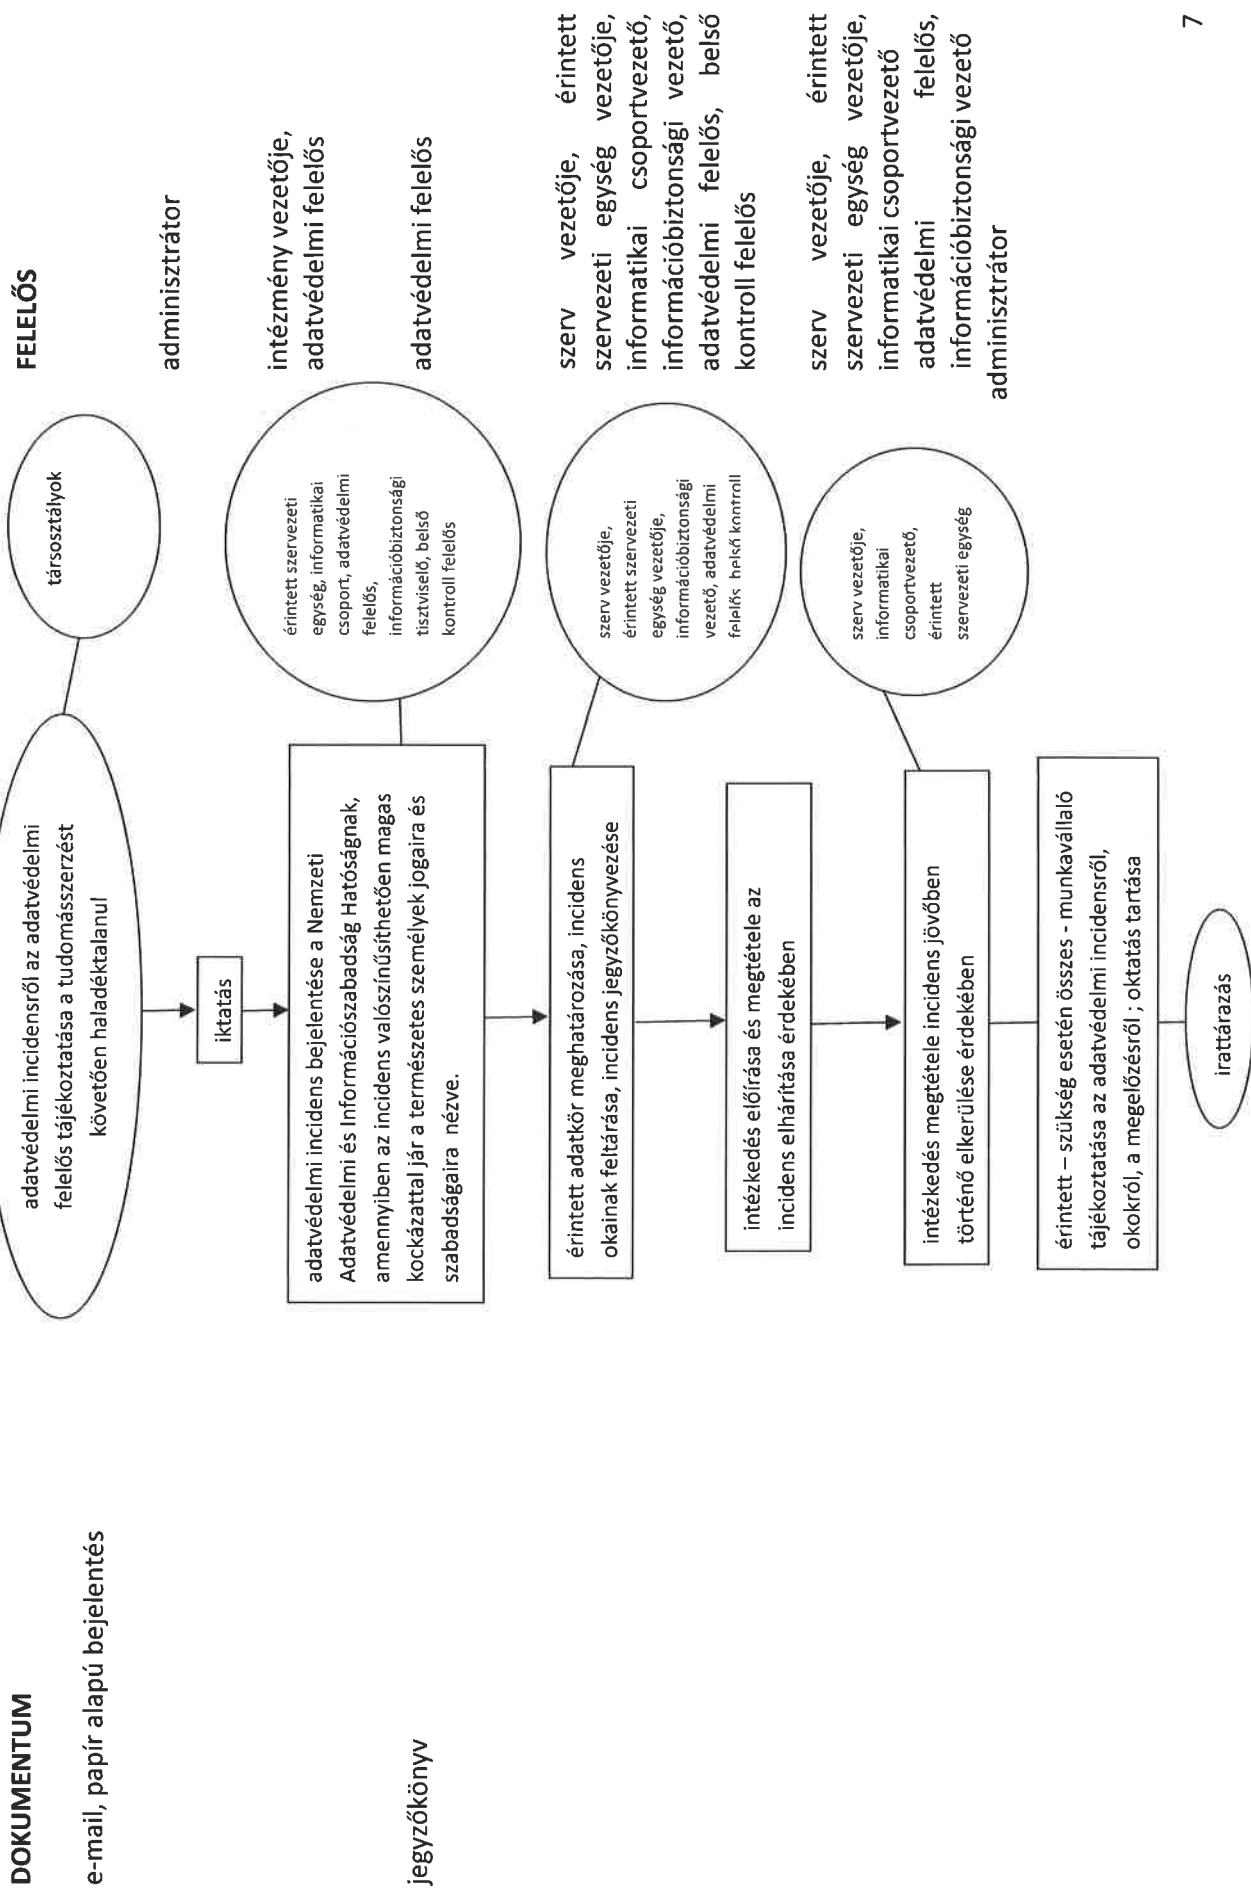 DOKUMENTUM
e-mail, papír alapú bejelentés
jegyzőkönyv
adatvédelmi incidensről az adatvédelmi
felelős tájékoztatása a tudomásszerzést
követően haladéktalanul
társosztályok
iktatás
adatvédelmi incidens bejelentése a Nemzeti
Adatvédelmi és Információszabadság Hatóságnak,
amennyiben az incidens valószínűsíthetően magas
kockázattal jár a természetes személyek jogaira és
szabadságaira nézve.
érintett szervezeti
egység, informatikai
csoport, adatvédelmi
felelős,
információbiztonsági
tisztviselő, belső
kontroll felelős
érintett adatkör meghatározása, incidens
okainak feltárása, incidens jegyzőkönyvezése
szerv vezetője,
érintett szervezeti
egység vezetője,
információbiztonsági
vezető, adatvédelmi
felelős, belső kontroll
intézkedés előírása és megtétele az
incidens elhárítása érdekében
intézkedés megtétele incidens jövőben
történő elkerülése érdekében
szerv vezetője,
informatikai
csoportvezető,
érintett
szervezeti egység
érintett – szükség esetén összes - munkavállaló
tájékoztatása az adatvédelmi incidensről,
okokról, a megelőzésről ; oktatás tartása
irattárazás
FELELŐS
adminisztrátor
intézmény vezetője,
adatvédelmi felelős
adatvédelmi felelős
szerv vezetője, érintett
szervezeti egység vezetője,
informatikai csoportvezető,
információbiztonsági vezető,
adatvédelmi felelős, belső
kontroll felelős
szerv vezetője, érintett
szervezeti egység vezetője,
informatikai csoportvezető
adatvédelmi felelős,
információbiztonsági vezető
adminisztrátor
7